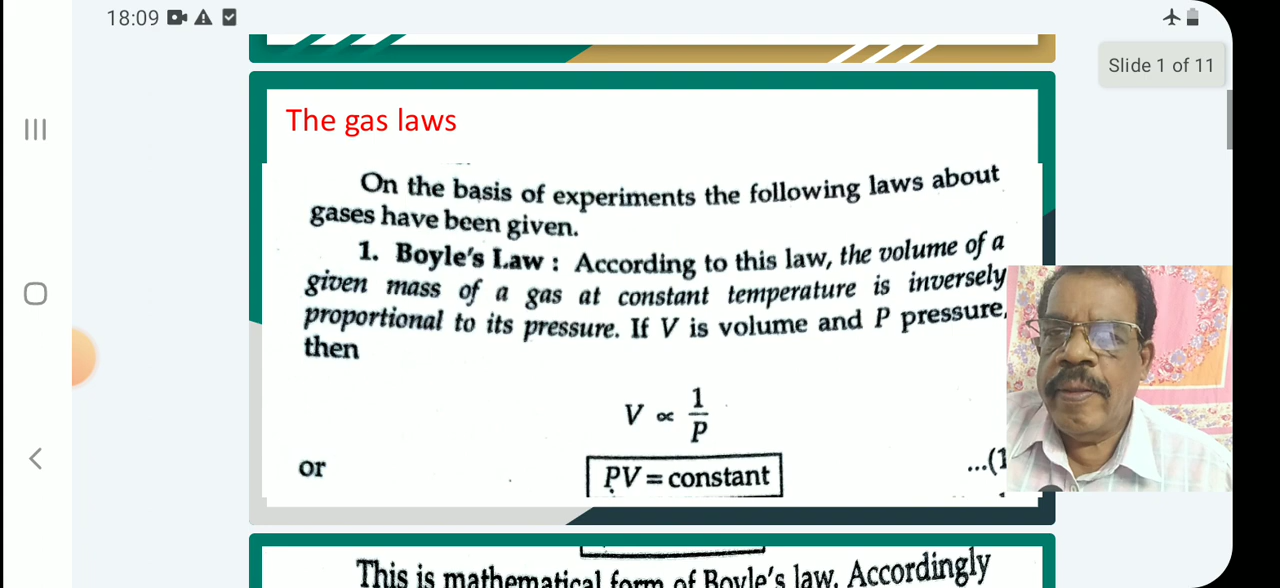 18:09
Slide 1 of 11
The gas laws
On the basis of experiments the following laws about
gases have been given.
1. Boyle's Law : According to this law, the volume of a
given mass of a gas at constant temperature is inversely
proportional to its pressure. If V is volume and P pressure,
then
V ∝ 1/P
or PV = constant ...(1
This is mathematical form of Boyle's law. Accordingly